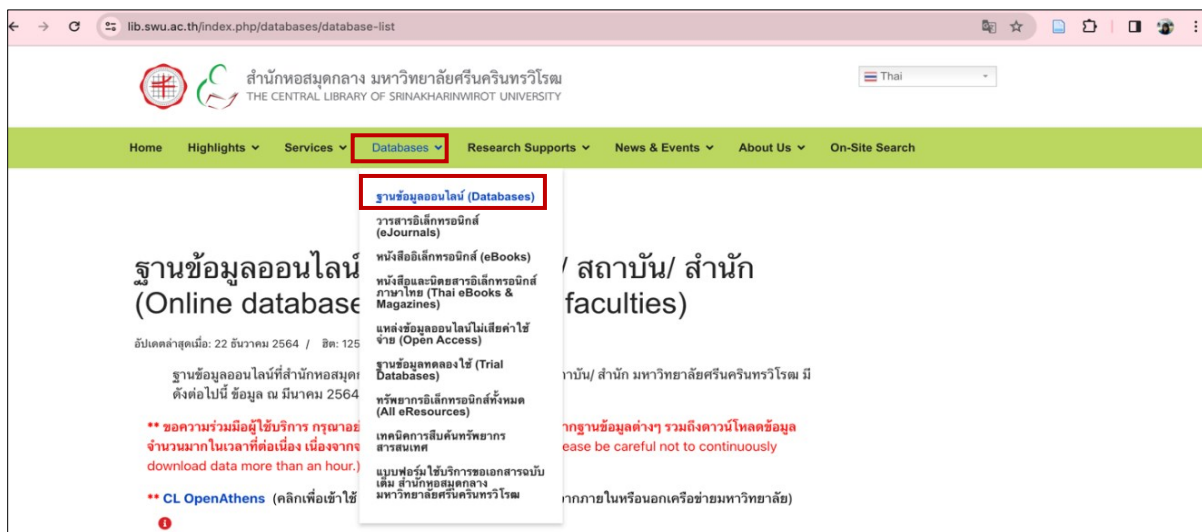 lib.swu.ac.th/index.php/databases/database-list
สำนักหอสมุดกลาง มหาวิทยาลัยศรีนครินทรวิโรฒ
THE CENTRAL LIBRARY OF SRINAKHARINWIROT UNIVERSITY
Thai
Home Highlights Services Databases Research Supports News & Events About Us On-Site Search
ฐานข้อมูลออนไลน์ (Databases)
วารสารอิเล็กทรอนิกส์
(eJournals)
หนังสืออิเล็กทรอนิกส์ (eBooks)
หนังสือและนิตยสารอิเล็กทรอนิกส์
ภาษาไทย (Thai eBooks &
Magazines)
แหล่งข้อมูลออนไลน์ไม่เสียค่าใช้
จ่าย (Open Access)
ฐานข้อมูลทดลองใช้ (Trial
Databases)
ทรัพยากรอิเล็กทรอนิกส์ทั้งหมด
(All eResources)
เทคนิคการสืบค้นทรัพยากร
สารสนเทศ
แบบฟอร์มใช้บริการขอเอกสารฉบับ
เต็ม สำนักหอสมุดกลาง
มหาวิทยาลัยศรีนครินทรวิโรฒ
ฐานข้อมูลออนไลน์ / สถาบัน/ สำนัก
(Online database faculties)
อัปเดตล่าสุดเมื่อ: 22 ธันวาคม 2564 / ฮิต: 125
ฐานข้อมูลออนไลน์ที่สำนักหอสมุด าบัน/ สำนัก มหาวิทยาลัยศรีนครินทรวิโรฒ มี
ดังต่อไปนี้ ข้อมูล ณ มีนาคม 2564
** ขอความร่วมมือผู้ใช้บริการ กรุณาอย่ ากฐานข้อมูลต่างๆ รวมถึงดาวน์โหลดข้อมูล
จำนวนมากในเวลาที่ต่อเนื่อง เนื่องจาก ease be careful not to continuously
download data more than an hour.)
** CL OpenAthens (คลิกเพื่อเข้าใช้ ากภายในหรือนอกเครือข่ายมหาวิทยาลัย)